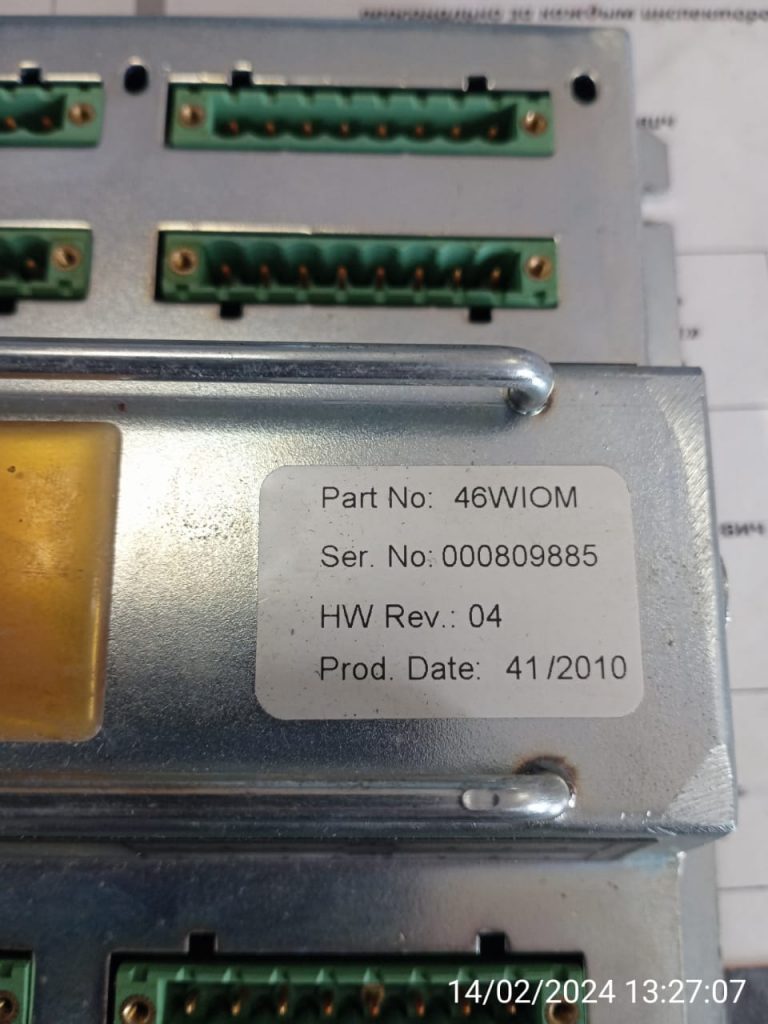 Part No: 46WIOM
Ser. No: 000809885
HW Rev.: 04
Prod. Date: 41/2010
14/02/2024 13:27:07